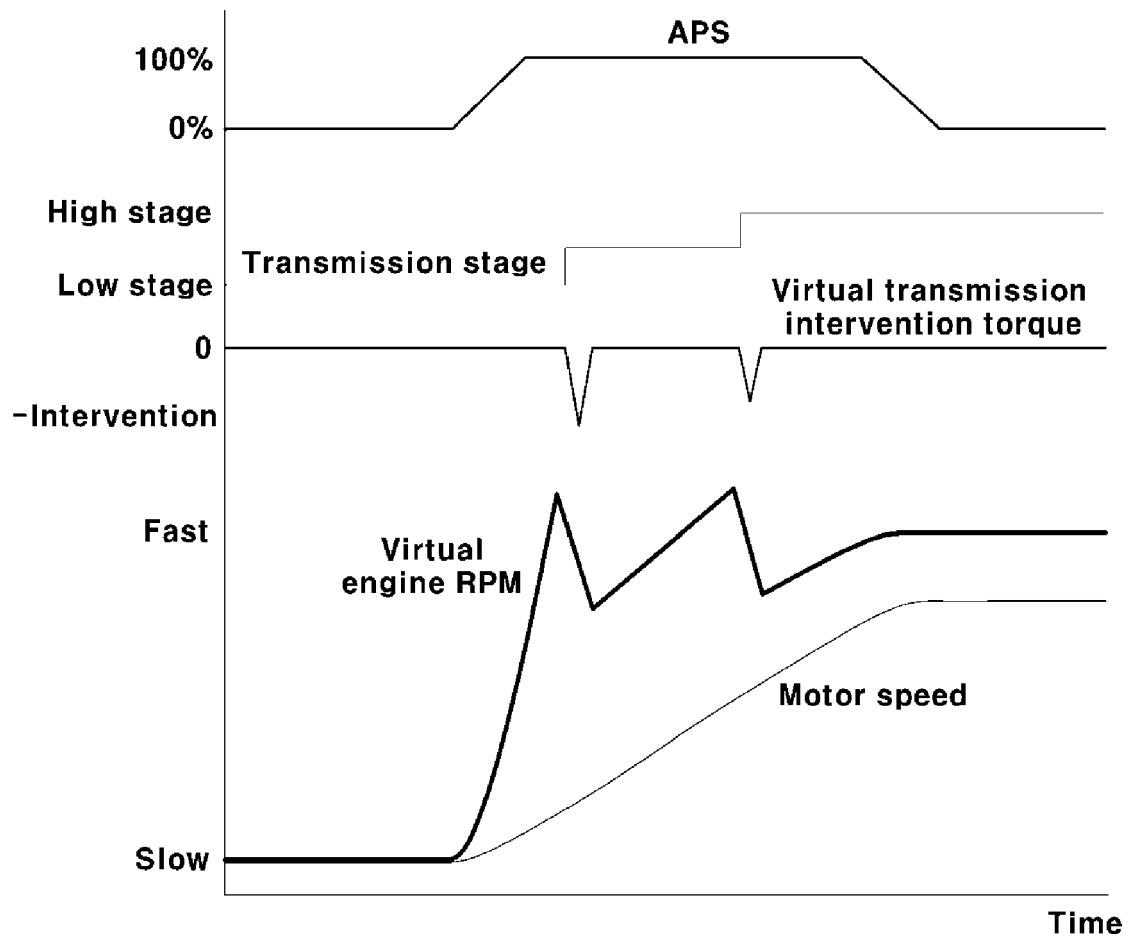 APS
100%
0%
High stage
Transmission stage
Low stage
Virtual transmission
intervention torque
0
-Intervention
Fast
Virtual
engine RPM
Motor speed
Slow
Time